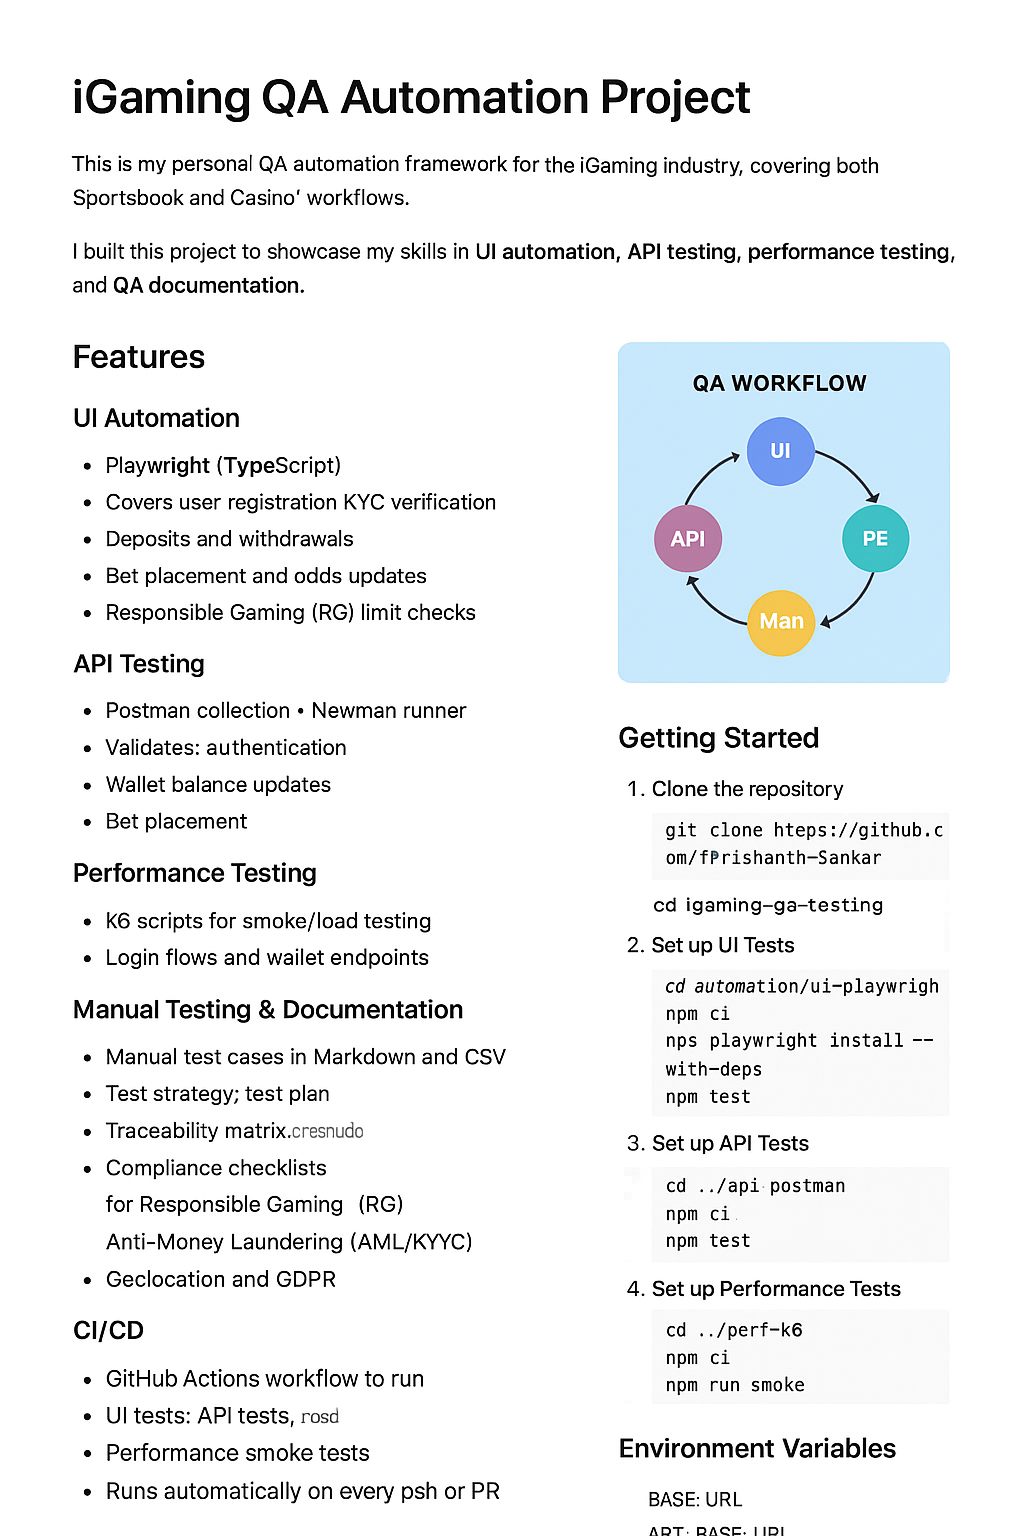 iGaming QA Automation Project
This is my personal QA automation framework for the iGaming industry, covering both
Sportsbook and Casino’ workflows.
I built this project to showcase my skills in UI automation, API testing, performance testing,
and QA documentation.
Features
UI Automation
• Playwright (TypeScript)
• Covers user registration KYC verification
• Deposits and withdrawals
• Bet placement and odds updates
• Responsible Gaming (RG) limit checks
API Testing
• Postman collection • Newman runner
• Validates: authentication
• Wallet balance updates
• Bet placement
Performance Testing
• K6 scripts for smoke/load testing
• Login flows and wailet endpoints
Manual Testing & Documentation
• Manual test cases in Markdown and CSV
• Test strategy; test plan
• Traceability matrix.cresnudo
• Compliance checklists
for Responsible Gaming (RG)
Anti-Money Laundering (AML/KYYC)
• Geclocation and GDPR
CI/CD
• GitHub Actions workflow to run
• UI tests: API tests, rosd
• Performance smoke tests
• Runs automatically on every psh or PR
QA WORKFLOW
UI
API
PE
Man
Getting Started
1. Clone the repository
git clone hteps://github.c
om/fPrishanth-Sankar
cd igaming-ga-testing
2. Set up UI Tests
cd automation/ui-playwrigh
npm ci
nps playwright install --
with-deps
npm test
3. Set up API Tests
cd ../api postman
npm ci
npm test
4. Set up Performance Tests
cd ../perf-k6
npm ci
npm run smoke
Environment Variables
BASE: URL
ART: BASE: URL